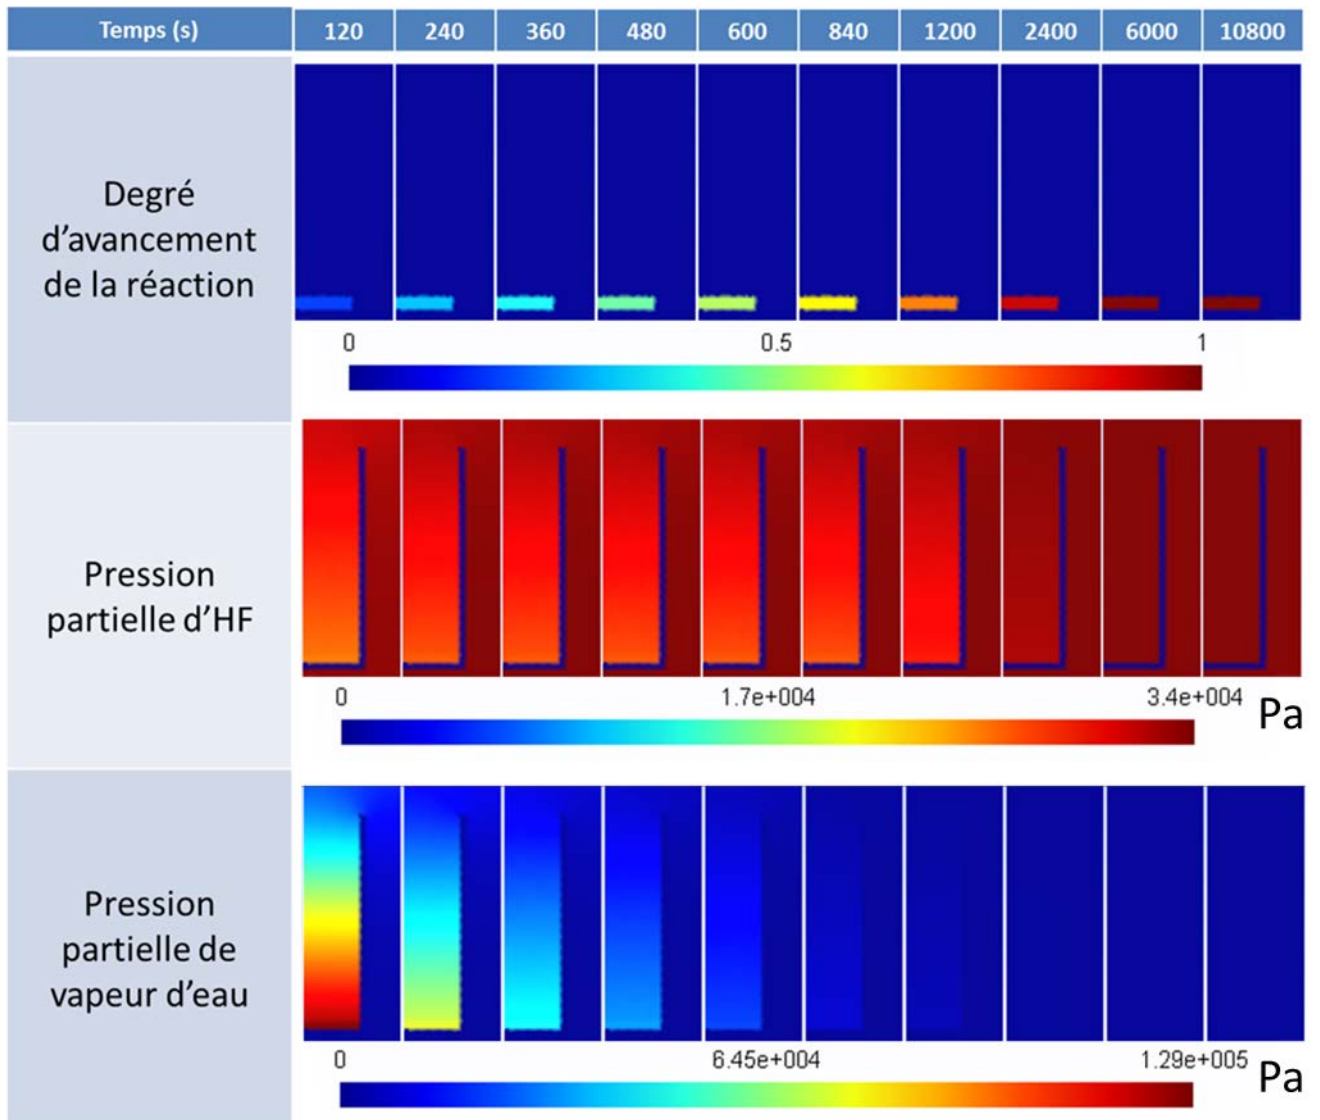 Temps (s) 120 240 360 480 600 840 1200 2400 6000 10800
Degré
d'avancement
de la réaction
0 0.5 1
Pression
partielle d'HF
0 1.7e+004 3.4e+004 Pa
Pression
partielle de
vapeur d'eau
0 6.45e+004 1.29e+005 Pa